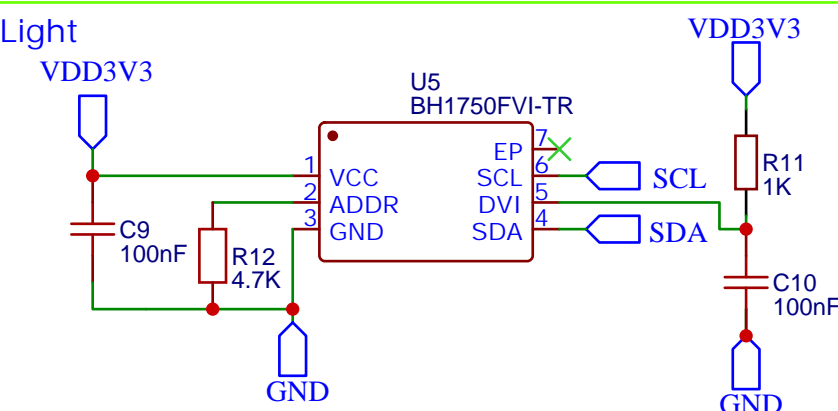 Light
VDD3V3
VDD3V3
U5
BH1750FVI-TR
1
VCC
2
ADDR
3
GND
7
EP
6
SCL
5
DVI
4
SDA
SCL
SDA
R11
1K
C9
100nF
R12
4.7K
C10
100nF
GND
GND